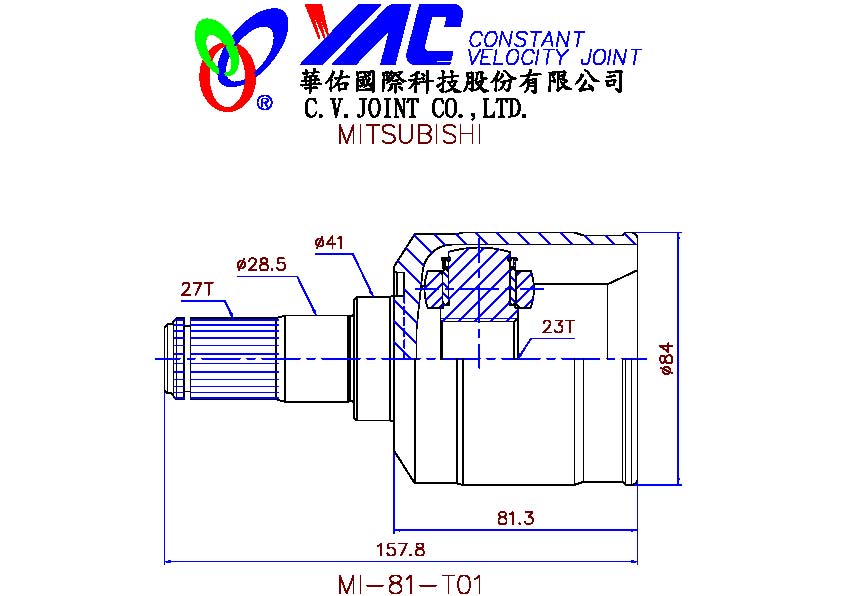 YAC CONSTANT
VELOCITY JOINT
®
華佑國際科技股份有限公司
C.V.JOINT CO.,LTD.
MITSUBISHI
ø41
ø28.5
27T
23T
ø84
81.3
157.8
MI-81-T01